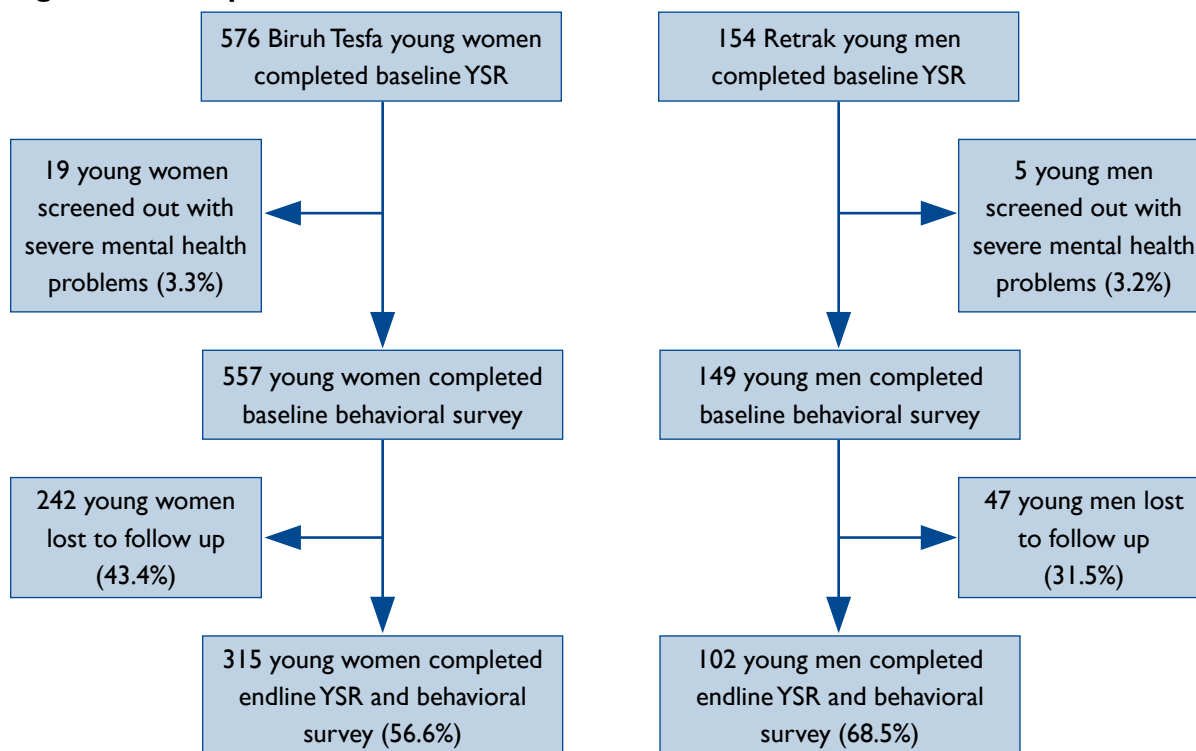 576 Biruh Tesfa young women
completed baseline YSR
154 Retrak young men
completed baseline YSR
19 young women
screened out with
severe mental health
problems (3.3%)
5 young men
screened out with
severe mental health
problems (3.2%)
557 young women completed
baseline behavioral survey
149 young men completed
baseline behavioral survey
242 young women
lost to follow up
(43.4%)
47 young men lost
to follow up
(31.5%)
315 young women completed
endline YSR and behavioral
survey (56.6%)
102 young men completed
endline YSR and behavioral
survey (68.5%)